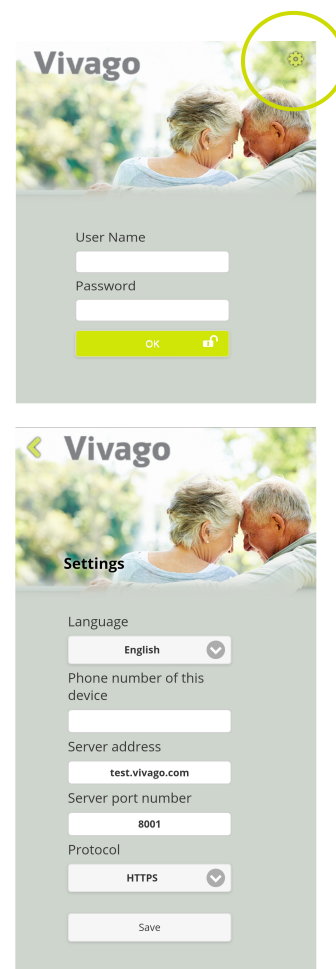 Vivago
User Name
Password
OK
Vivago
Settings
Language
English
Phone number of this
device
Server address
test.vivago.com
Server port number
8001
Protocol
HTTPS
Save